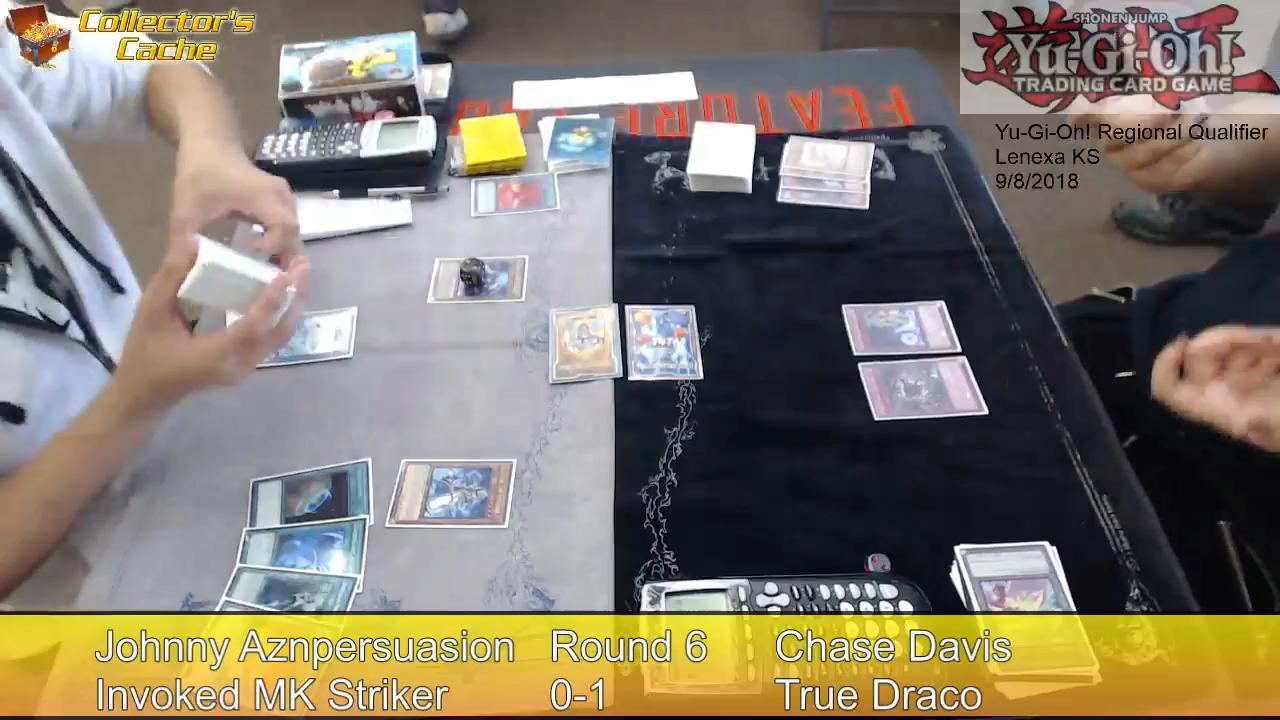 Collector's
Cache
SHONEN JUMP
Yu-Gi-Oh!
TRADING CARD GAME
Yu-Gi-Oh! Regional Qualifier
Lenexa KS
9/8/2018
FEATURE
Johnny Aznpersuasion Round 6 Chase Davis
Invoked MK Striker 0-1 True Draco